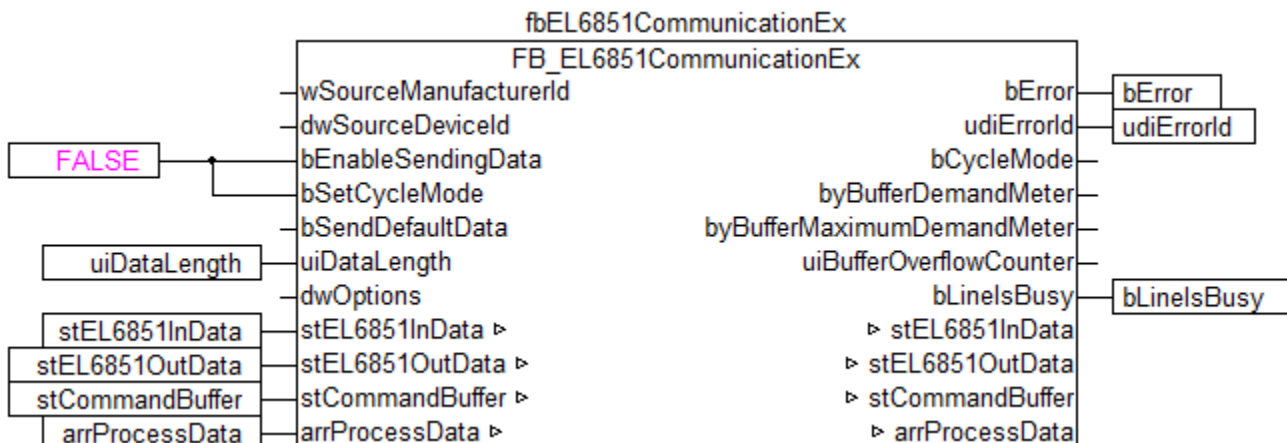 fbEL6851CommunicationEx
FB_EL6851CommunicationEx
wSourceManufacturerId bError bError
dwSourceDeviceId udiErrorId udiErrorId
FALSE bEnableSendingData bCycleMode
bSetCycleMode byBufferDemandMeter
bSendDefaultData byBufferMaximumDemandMeter
uiDataLength uiDataLength uiBufferOverflowCounter
dwOptions bLineIsBusy bLineIsBusy
stEL6851InData stEL6851InData stEL6851InData
stEL6851OutData stEL6851OutData stEL6851OutData
stCommandBuffer stCommandBuffer stCommandBuffer
arrProcessData arrProcessData arrProcessData